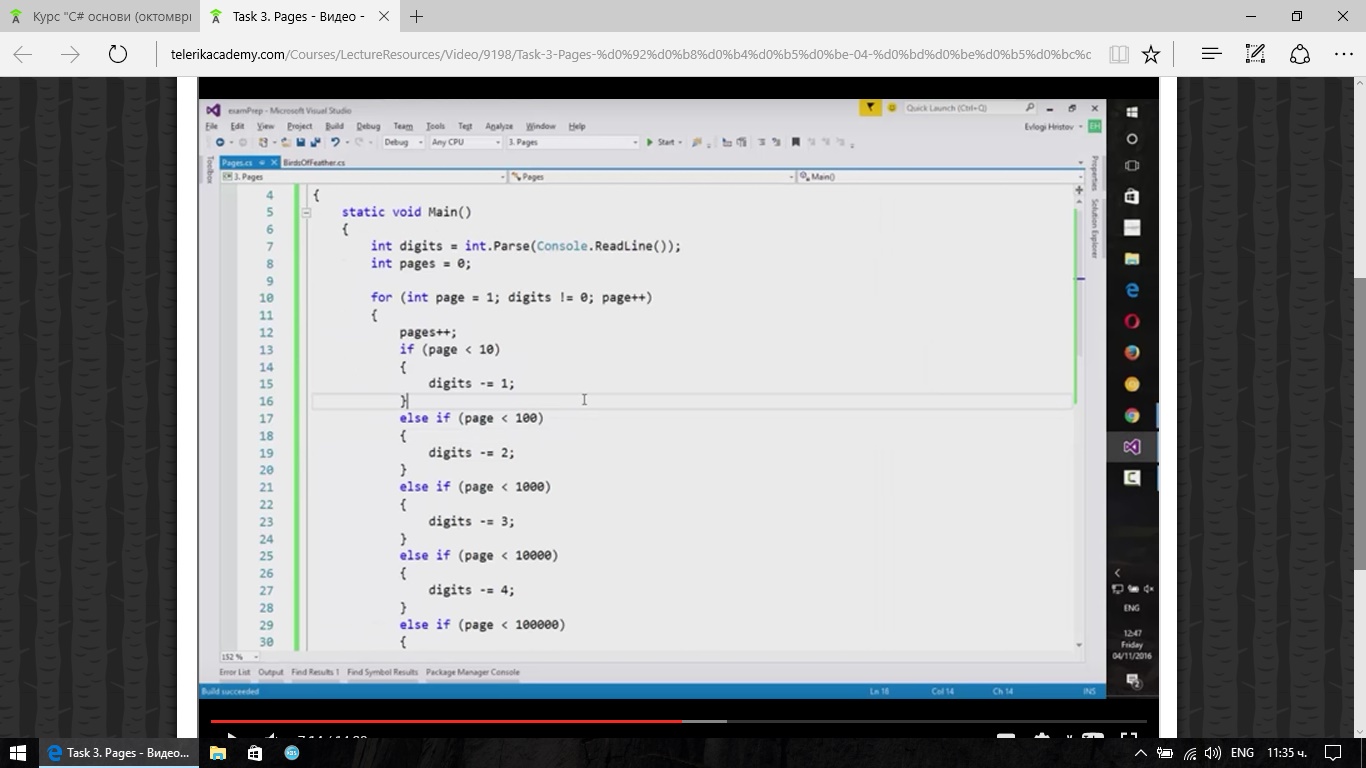 Курс "C# основи (октомври
Task 3. Pages - Видео -
telerikacademy.com/Courses/LectureResources/Video/9198/Task-3-Pages-%d0%92%d0%b8%d0%b4%d0%b5%d0%be-04-%d0%bd%d0%be%d0%b5%d0%bc%c
examPrep - Microsoft Visual Studio
Quick Launch (Ctrl+Q)
File Edit View Project Build Debug Team Tools Test Analyze Window Help
Evlogi Hristov EH
Debug Any CPU 3. Pages Start
Toolbox
Pages.cs BirdsOfFeather.cs
3. Pages Pages Main()
Properties
Solution Explorer
4 {
5 static void Main()
6 {
7 int digits = int.Parse(Console.ReadLine());
8 int pages = 0;
9
10 for (int page = 1; digits != 0; page++)
11 {
12 pages++;
13 if (page < 10)
14 {
15 digits -= 1;
16 }
17 else if (page < 100)
18 {
19 digits -= 2;
20 }
21 else if (page < 1000)
22 {
23 digits -= 3;
24 }
25 else if (page < 10000)
26 {
27 digits -= 4;
28 }
29 else if (page < 100000)
30 {
152 %
Error List Output Find Results 1 Find Symbol Results Package Manager Console
Build succeeded Ln 16 Col 14 Ch 14 INS
ENG
12:47
Friday
04/11/2016
2
Task 3. Pages - Видео...
ENG 11:35 ч.